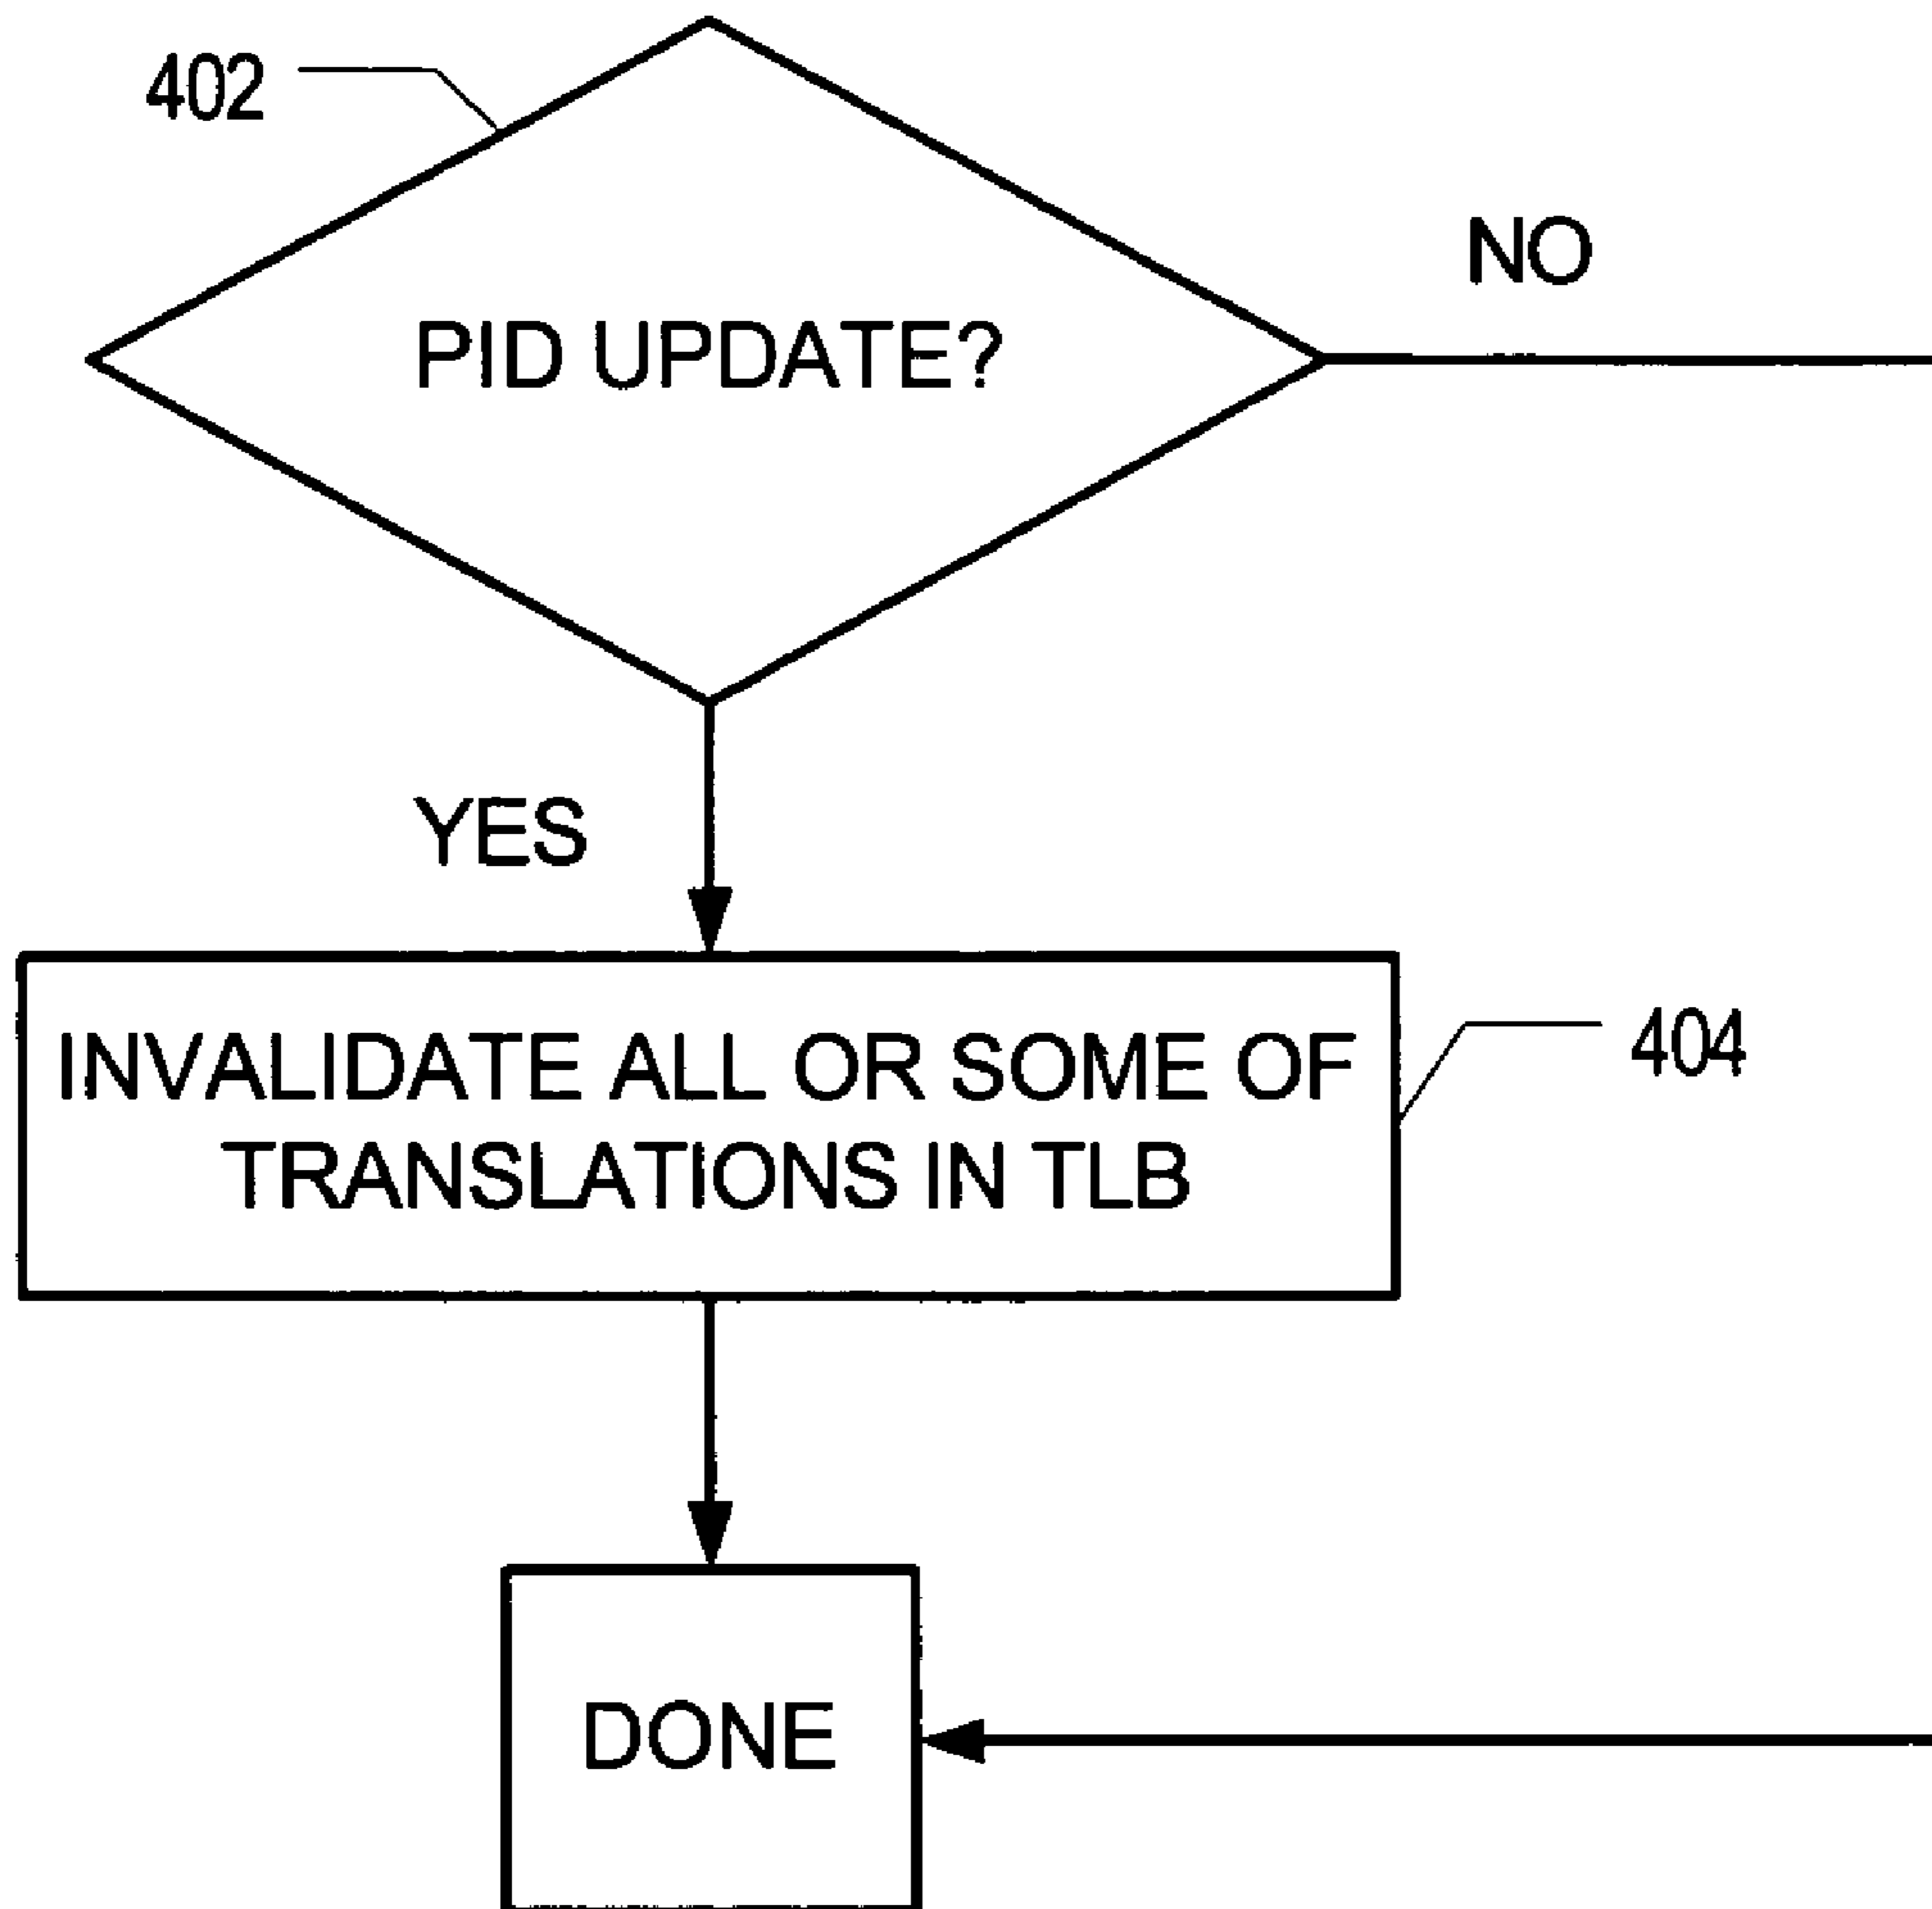 402
NO
PID UPDATE?
YES
INVALIDATE ALL OR SOME OF
TRANSLATIONS IN TLB
404
DONE